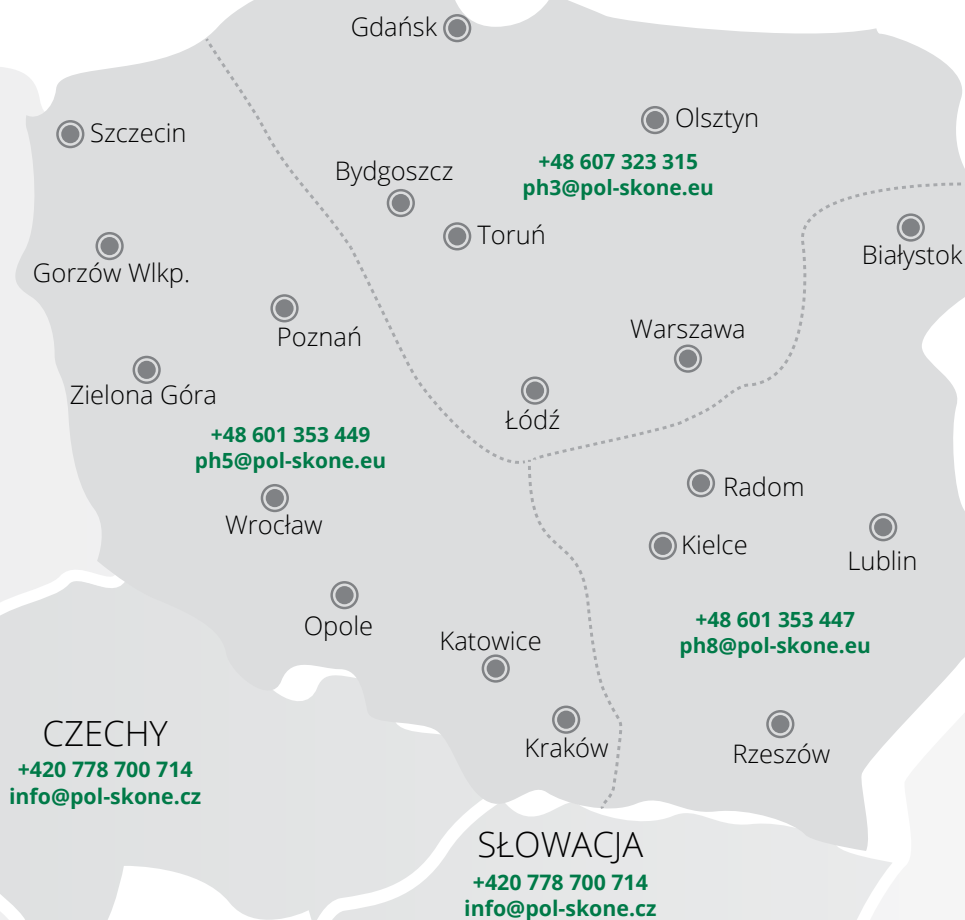 Gdańsk
Szczecin
Olsztyn
Bydgoszcz
+48 607 323 315
ph3@pol-skone.eu
Toruń
Białystok
Gorzów Wlkp.
Poznań
Warszawa
Zielona Góra
Łódź
+48 601 353 449
ph5@pol-skone.eu
Radom
Wrocław
Kielce
Lublin
Opole
+48 601 353 447
ph8@pol-skone.eu
Katowice
Kraków
Rzeszów
CZECHY
+420 778 700 714
info@pol-skone.cz
SŁOWACJA
+420 778 700 714
info@pol-skone.cz